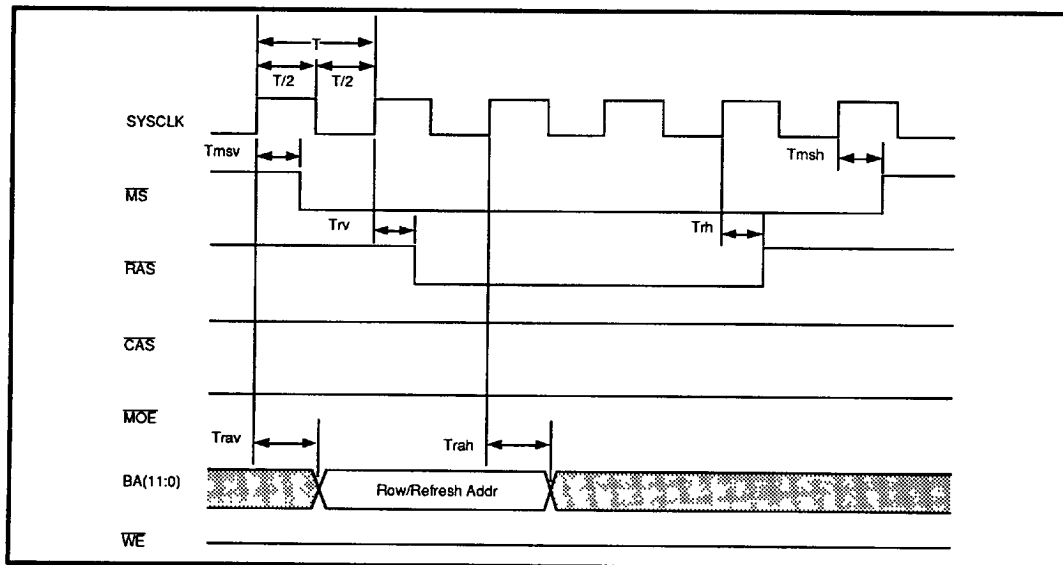 T
T/2 T/2
SYSCLK
Tmsv Tmsh
MS
Trv Trh
RAS
CAS
MOE
Trav Trah
BA(11:0) Row/Refresh Addr
WE